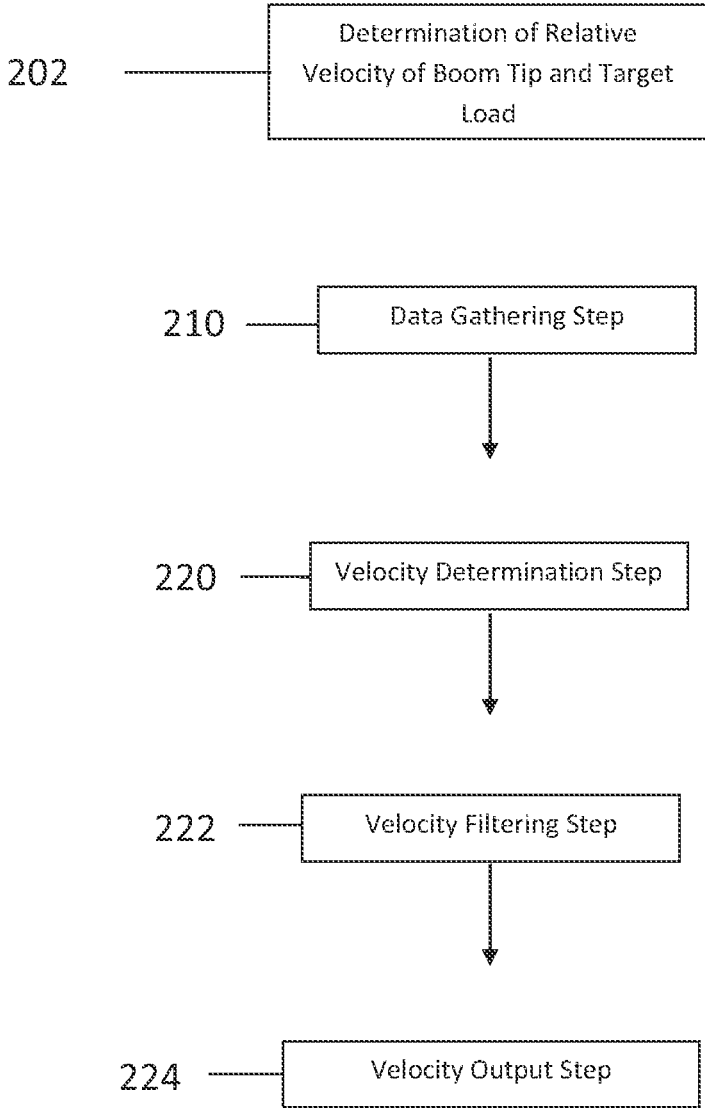 202
Determination of Relative
Velocity of Boom Tip and Target
Load
210
Data Gathering Step
220
Velocity Determination Step
222
Velocity Filtering Step
224
Velocity Output Step